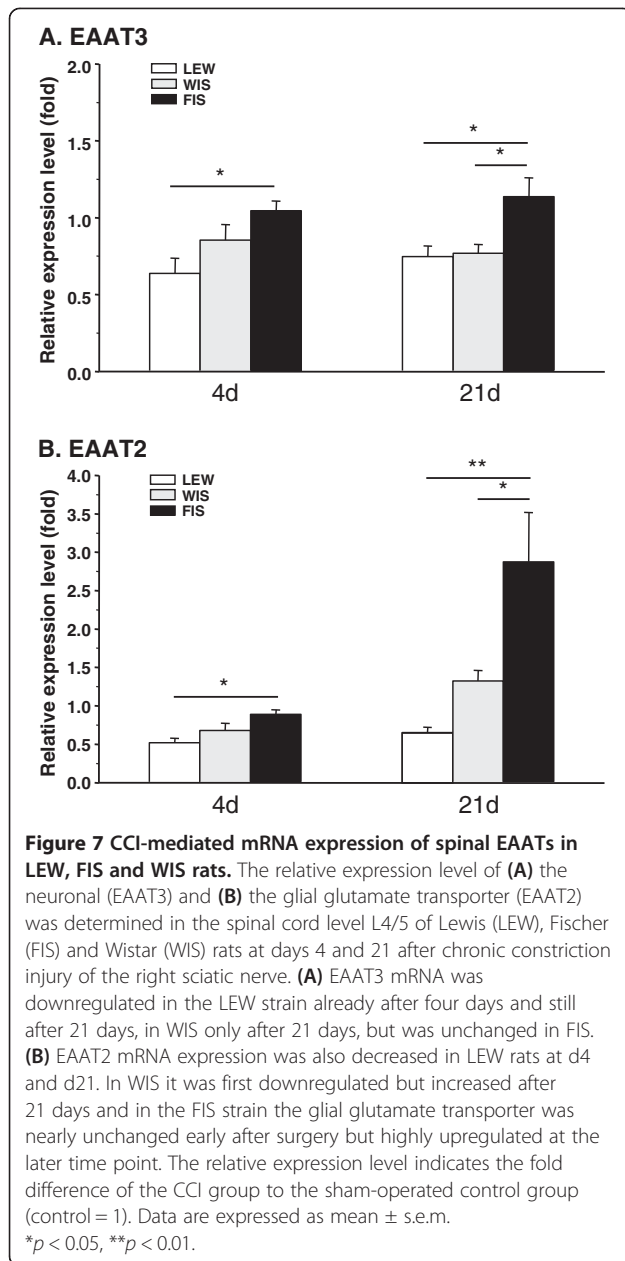 A. EAAT3
2.0
1.5
1.0
0.5
0.0
Relative expression level (fold)
LEW
WIS
FIS
*
*
*
4d
21d
B. EAAT2
4.0
3.5
3.0
2.5
2.0
1.5
1.0
0.5
0.0
Relative expression level (fold)
LEW
WIS
FIS
*
**
*
4d
21d
Figure 7 CCI-mediated mRNA expression of spinal EAATs in
LEW, FIS and WIS rats. The relative expression level of (A) the
neuronal (EAAT3) and (B) the glial glutamate transporter (EAAT2)
was determined in the spinal cord level L4/5 of Lewis (LEW), Fischer
(FIS) and Wistar (WIS) rats at days 4 and 21 after chronic constriction
injury of the right sciatic nerve. (A) EAAT3 mRNA was
downregulated in the LEW strain already after four days and still
after 21 days, in WIS only after 21 days, but was unchanged in FIS.
(B) EAAT2 mRNA expression was also decreased in LEW rats at d4
and d21. In WIS it was first downregulated but increased after
21 days and in the FIS strain the glial glutamate transporter was
nearly unchanged early after surgery but highly upregulated at the
later time point. The relative expression level indicates the fold
difference of the CCI group to the sham-operated control group
(control = 1). Data are expressed as mean ± s.e.m.
*p < 0.05, **p < 0.01.